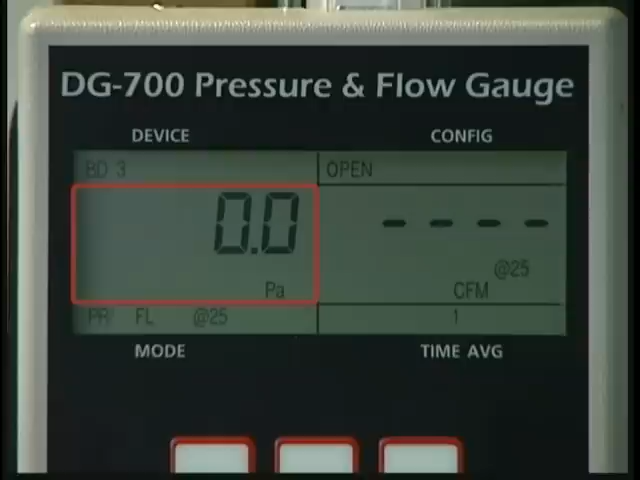 DG-700 Pressure & Flow Gauge
DEVICE CONFIG
BD 3 OPEN
0.0 - - - -
@25
Pa CFM
PR/ FL @25 1
MODE TIME AVG